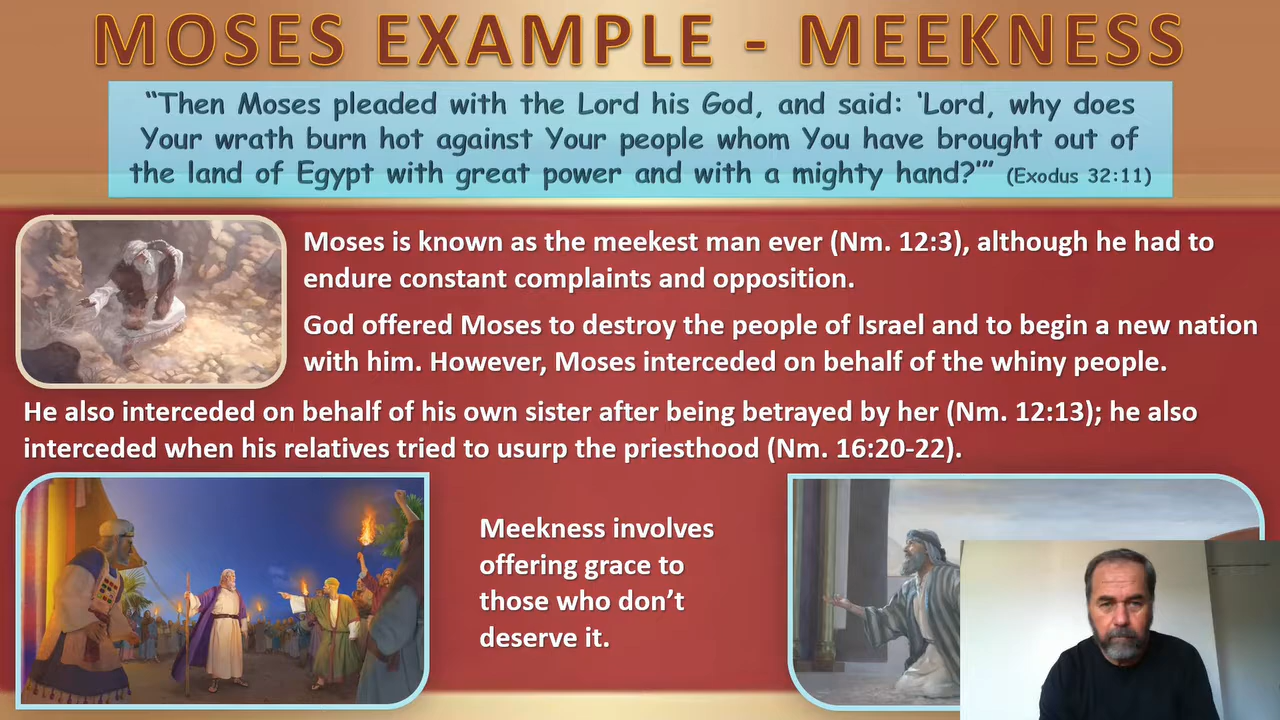 MOSES EXAMPLE - MEEKNESS
“Then Moses pleaded with the Lord his God, and said: ‘Lord, why does
Your wrath burn hot against Your people whom You have brought out of
the land of Egypt with great power and with a mighty hand?’” (Exodus 32:11)
Moses is known as the meekest man ever (Nm. 12:3), although he had to
endure constant complaints and opposition.
God offered Moses to destroy the people of Israel and to begin a new nation
with him. However, Moses interceded on behalf of the whiny people.
He also interceded on behalf of his own sister after being betrayed by her (Nm. 12:13); he also
interceded when his relatives tried to usurp the priesthood (Nm. 16:20-22).
Meekness involves
offering grace to
those who don’t
deserve it.